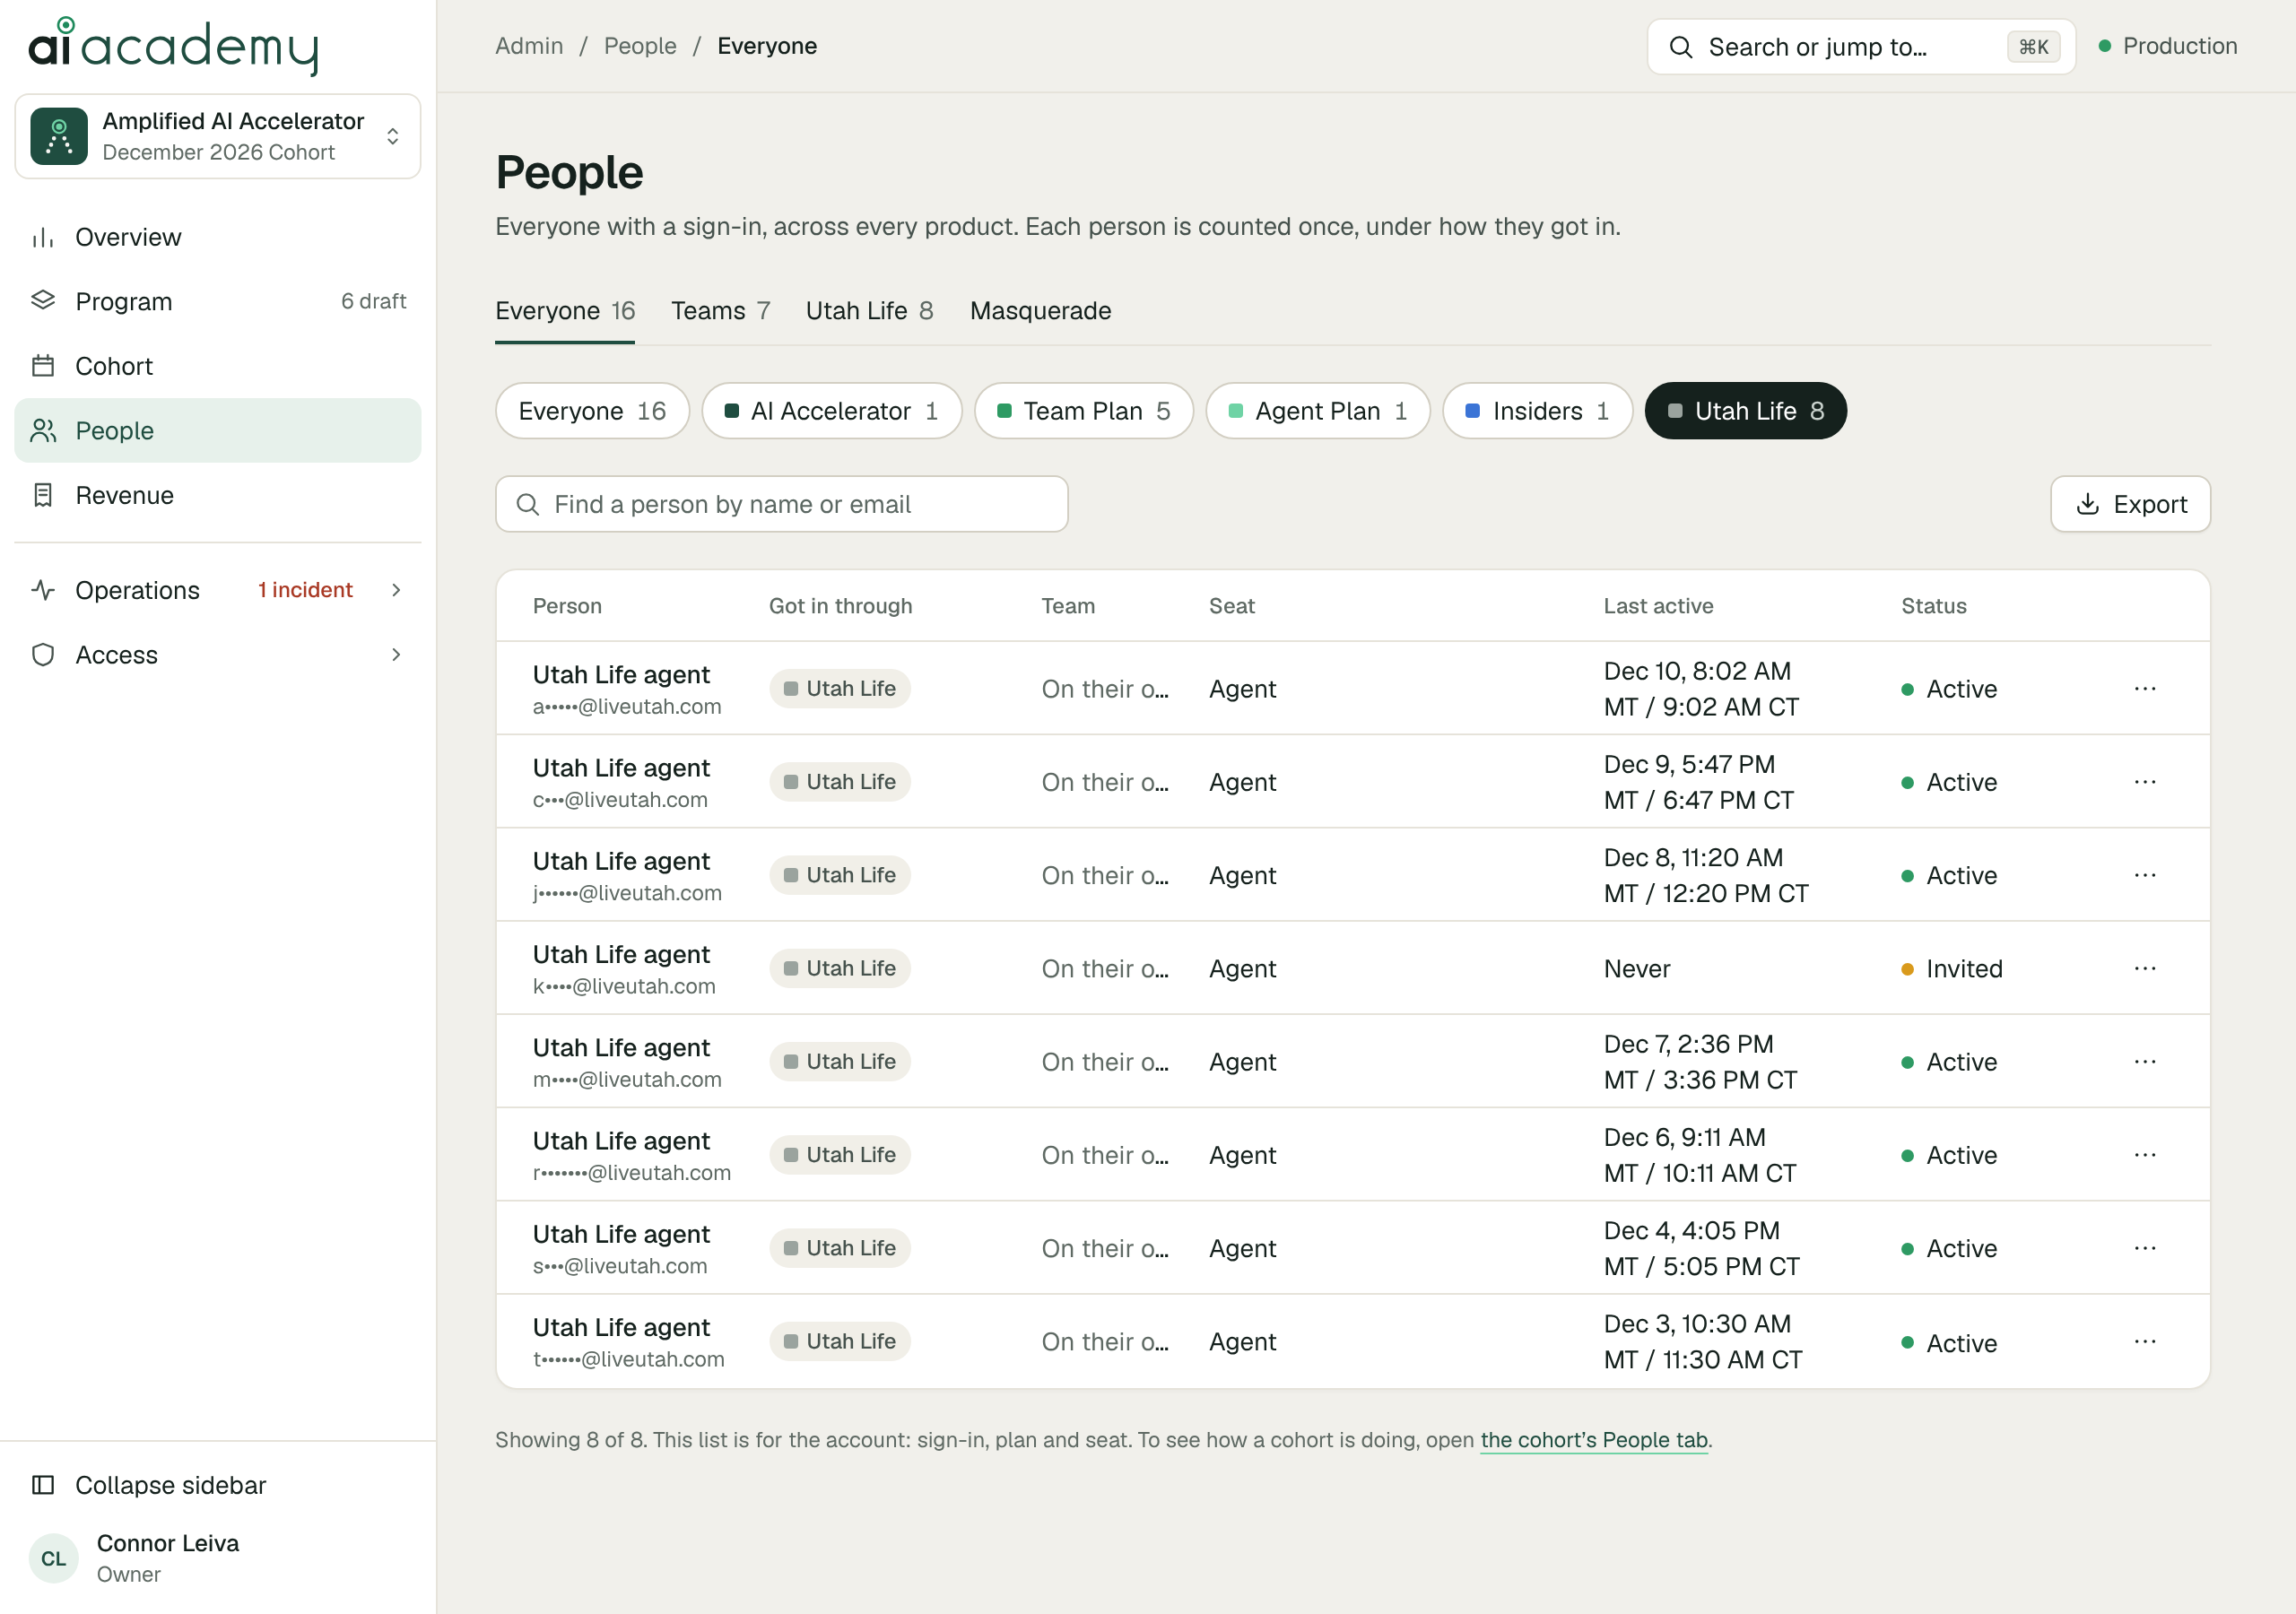 ai academy
Amplified AI Accelerator
December 2026 Cohort
Overview
Program 6 draft
Cohort
People
Revenue
Operations 1 incident
Access
Collapse sidebar
CL
Connor Leiva
Owner
Admin / People / Everyone
Search or jump to… ⌘K
Production
People
Everyone with a sign-in, across every product. Each person is counted once, under how they got in.
Everyone 16 Teams 7 Utah Life 8 Masquerade
Everyone 16 AI Accelerator 1 Team Plan 5 Agent Plan 1 Insiders 1 Utah Life 8
Find a person by name or email
Export
Person Got in through Team Seat Last active Status
Utah Life agent
a•••••@liveutah.com
Utah Life
On their o…
Agent
Dec 10, 8:02 AM
MT / 9:02 AM CT
Active
Utah Life agent
c•••@liveutah.com
Utah Life
On their o…
Agent
Dec 9, 5:47 PM
MT / 6:47 PM CT
Active
Utah Life agent
j••••••@liveutah.com
Utah Life
On their o…
Agent
Dec 8, 11:20 AM
MT / 12:20 PM CT
Active
Utah Life agent
k••••@liveutah.com
Utah Life
On their o…
Agent
Never
Invited
Utah Life agent
m••••@liveutah.com
Utah Life
On their o…
Agent
Dec 7, 2:36 PM
MT / 3:36 PM CT
Active
Utah Life agent
r•••••••@liveutah.com
Utah Life
On their o…
Agent
Dec 6, 9:11 AM
MT / 10:11 AM CT
Active
Utah Life agent
s•••@liveutah.com
Utah Life
On their o…
Agent
Dec 4, 4:05 PM
MT / 5:05 PM CT
Active
Utah Life agent
t••••••@liveutah.com
Utah Life
On their o…
Agent
Dec 3, 10:30 AM
MT / 11:30 AM CT
Active
Showing 8 of 8. This list is for the account: sign-in, plan and seat. To see how a cohort is doing, open the cohort’s People tab.